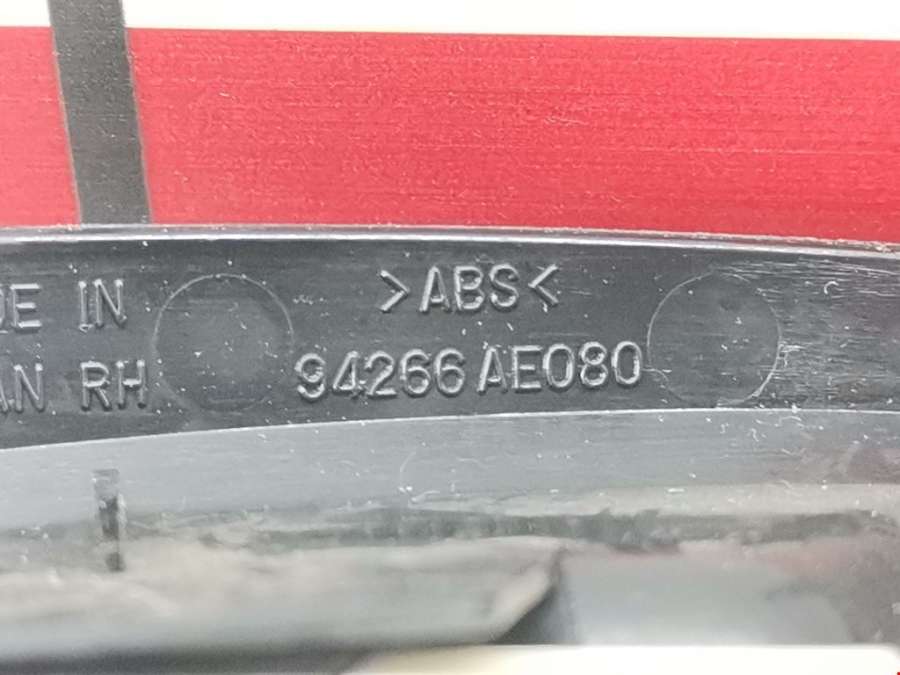 >ABS<
DE IN
94266AE080
AN RH